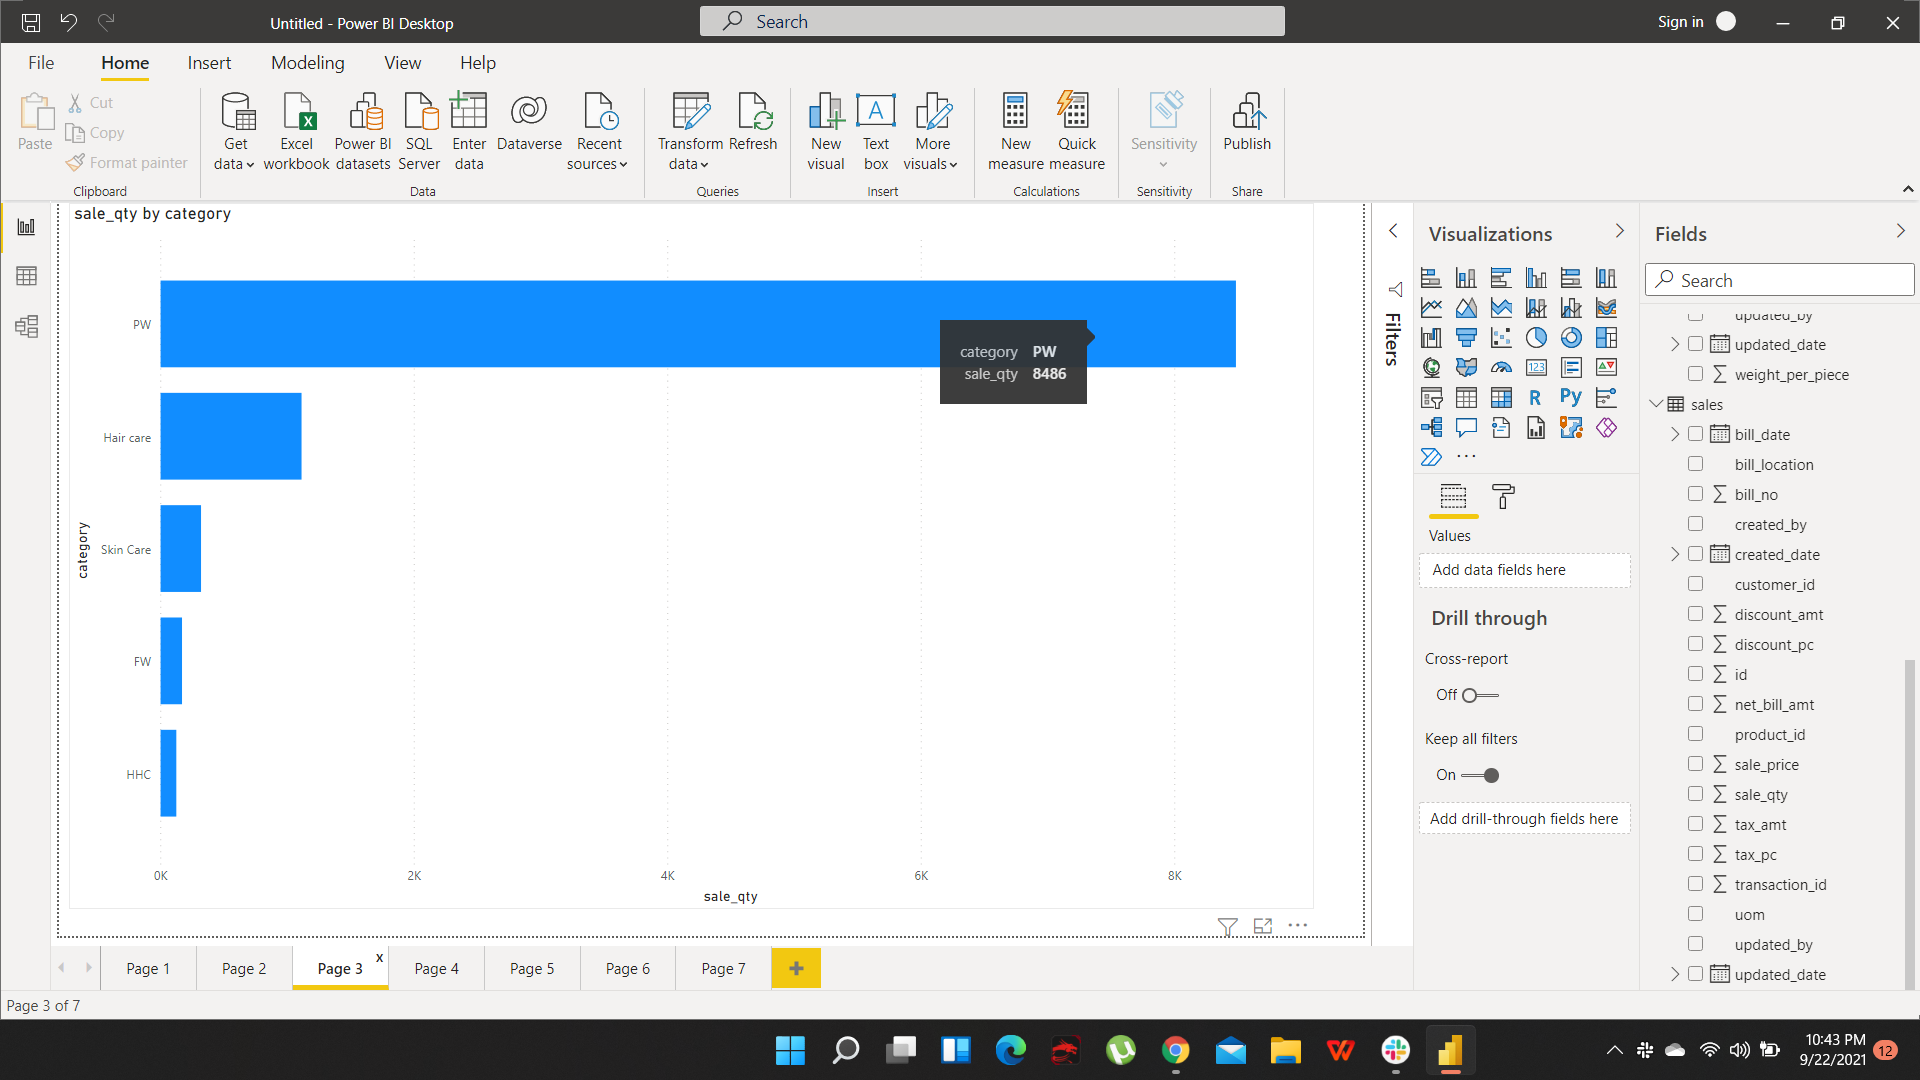 Untitled - Power BI Desktop
Search
Sign in
File
Home
Insert
Modeling
View
Help
Paste
Cut
Copy
Format painter
Clipboard
Get data
Excel workbook
Power BI datasets
SQL Server
Enter data
Dataverse
Recent sources
Data
Transform data
Refresh
Queries
New visual
Text box
More visuals
Insert
New measure
Quick measure
Calculations
Sensitivity
Sensitivity
Publish
Share
sale_qty by category
category
PW
Hair care
Skin Care
FW
HHC
category PW
sale_qty 8486
0K
2K
4K
6K
8K
sale_qty
Filters
Visualizations
123
R
Py
Values
Add data fields here
Drill through
Cross-report
Off
Keep all filters
On
Add drill-through fields here
Fields
Search
updated_by
updated_date
weight_per_piece
sales
bill_date
bill_location
bill_no
created_by
created_date
customer_id
discount_amt
discount_pc
id
net_bill_amt
product_id
sale_price
sale_qty
tax_amt
tax_pc
transaction_id
uom
updated_by
updated_date
Page 1
Page 2
Page 3
x
Page 4
Page 5
Page 6
Page 7
+
Page 3 of 7
10:43 PM
9/22/2021
12